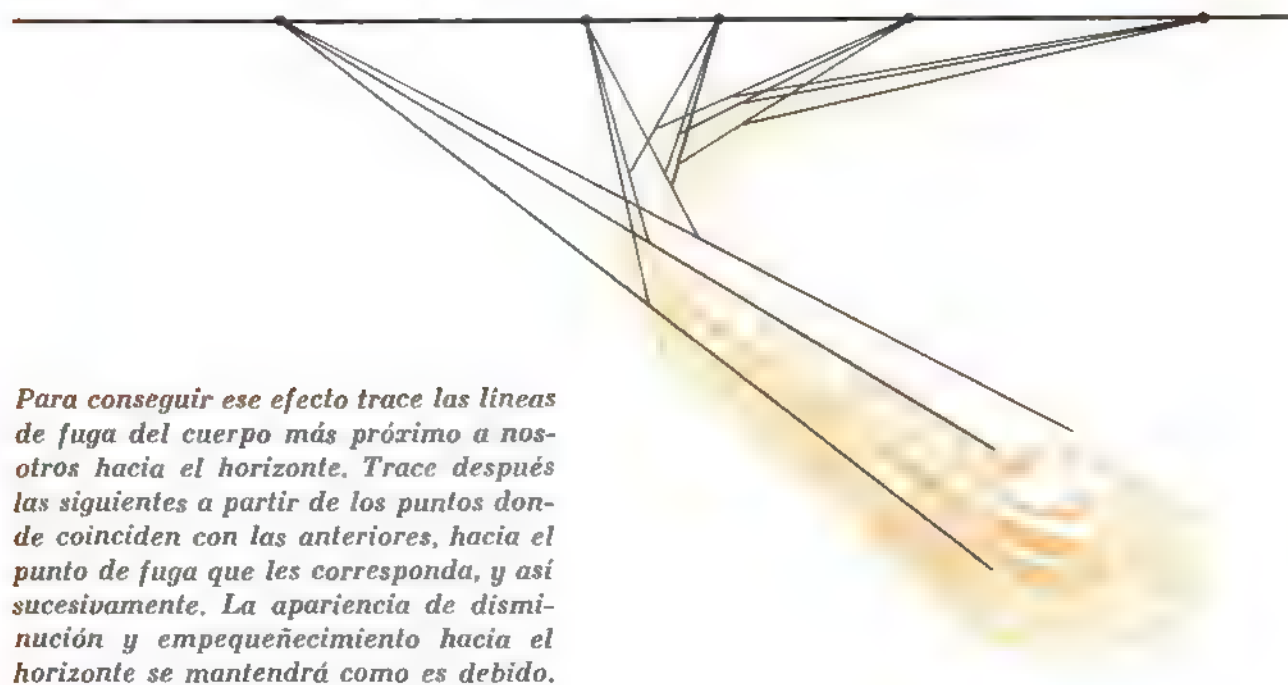 Para conseguir ese efecto trace las líneas
de fuga del cuerpo más próximo a nos-
otros hacia el horizonte. Trace después
las siguientes a partir de los puntos don-
de coinciden con las anteriores, hacia el
punto de fuga que les corresponda, y así
sucesivamente. La apariencia de dismi-
nución y empequeñecimiento hacia el
horizonte se mantendrá como es debido.